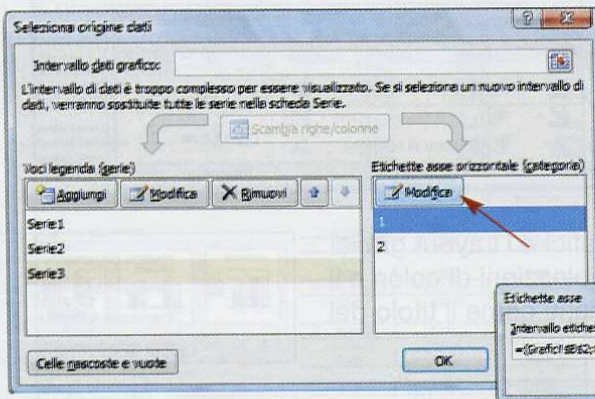 Seleziona origine dati
Intervallo dati grafico:
L'intervallo di dati è troppo complesso per essere visualizzato. Se si seleziona un nuovo intervallo di
dati, verranno sostituite tutte le serie nella scheda Serie.
Scambia righe/colonne
Voci legenda (serie)
Aggiungi Modifica Rimuovi
Serie1
Serie2
Serie3
Etichette asse orizzontale (categorie)
Modifica
1
2
Celle nascoste e vuote
OK
Etichette asse
Intervallo etiche